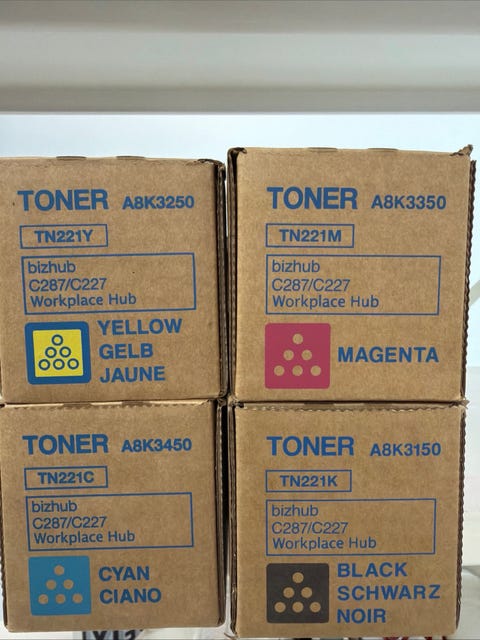 TONER A8K3250
TN221Y
bizhub
C287/C227
Workplace Hub
YELLOW
GELB
JAUNE
TONER A8K3350
TN221M
bizhub
C287/C227
Workplace Hub
MAGENTA
TONER A8K3450
TN221C
bizhub
C287/C227
Workplace Hub
CYAN
CIANO
TONER A8K3150
TN221K
bizhub
C287/C227
Workplace Hub
BLACK
SCHWARZ
NOIR